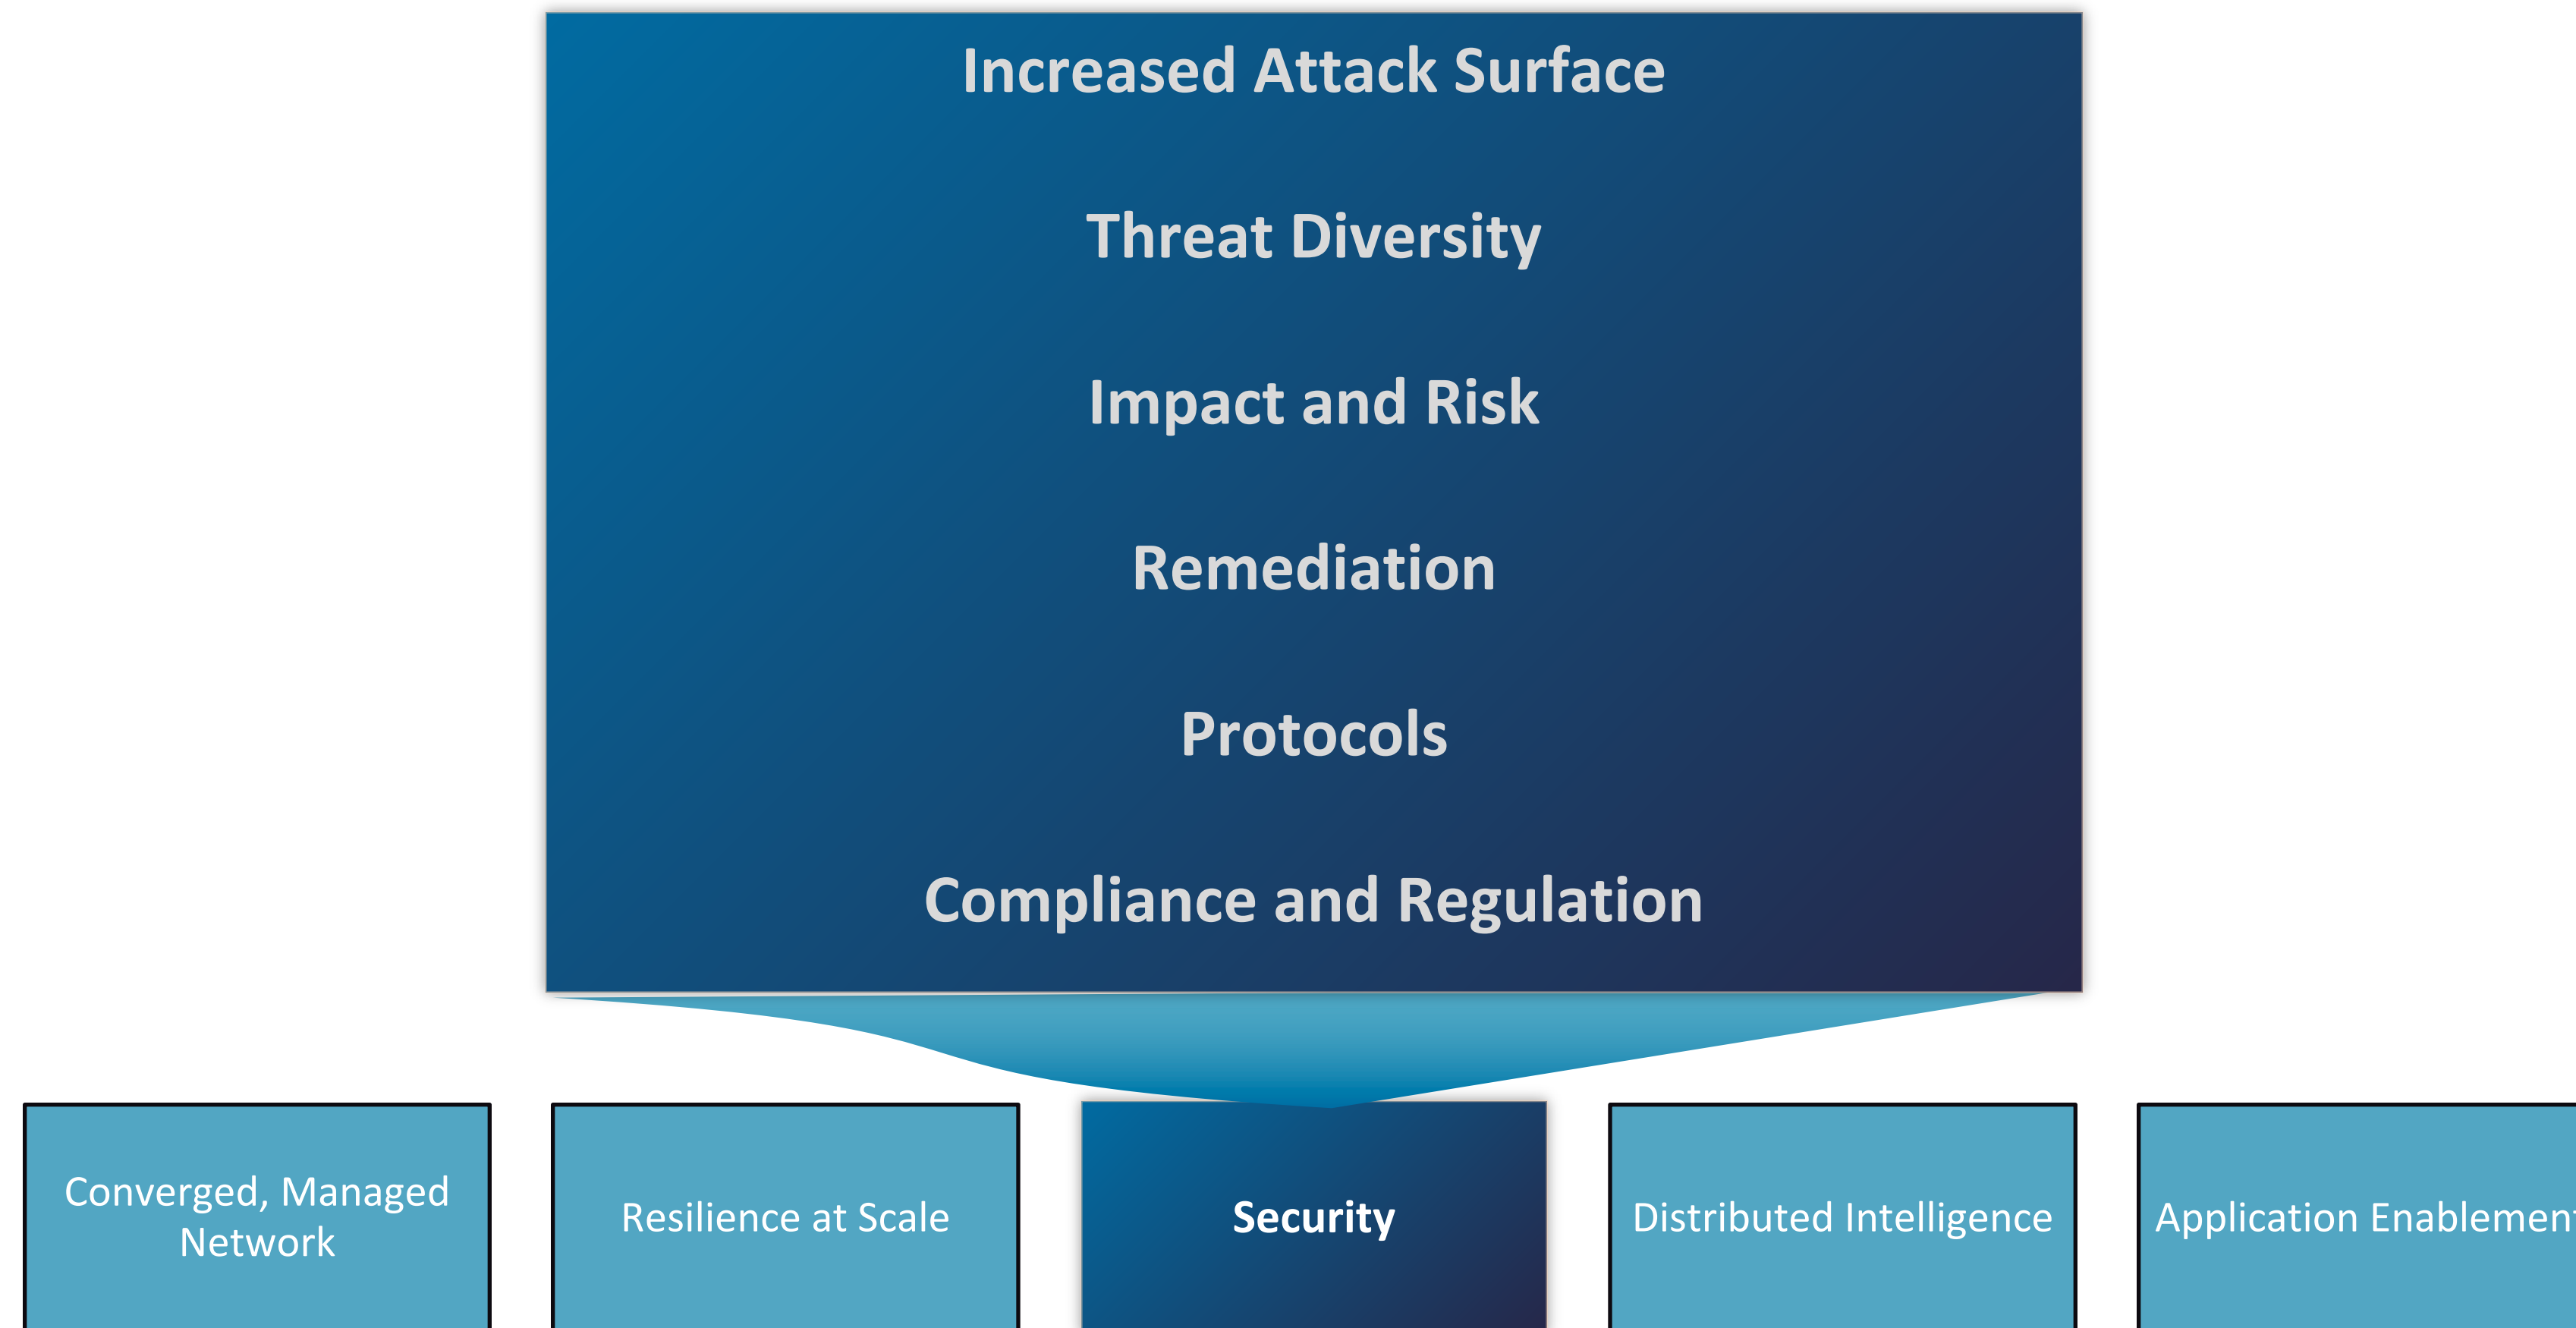 Increased Attack Surface
Threat Diversity
Impact and Risk
Remediation
Protocols
Compliance and Regulation
Converged, Managed
Network
Resilience at Scale
Security
Distributed Intelligence
Application Enablement